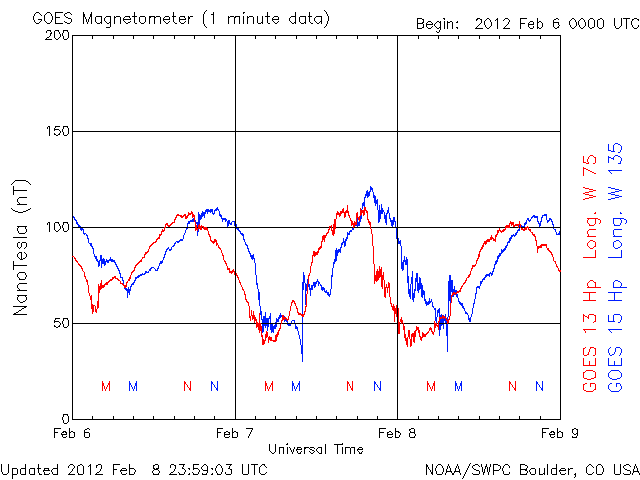 GOES Magnetometer (1 minute data)
Begin: 2012 Feb 6 0000 UTC
200
150
100
50
0
NanoTesla (nT)
M M N N M M N N M M N N
Feb 6 Feb 7 Feb 8 Feb 9
Universal Time
GOES 13 Hp Long. W 75
GOES 15 Hp Long. W 135
Updated 2012 Feb 8 23:59:03 UTC
NOAA/SWPC Boulder, CO USA